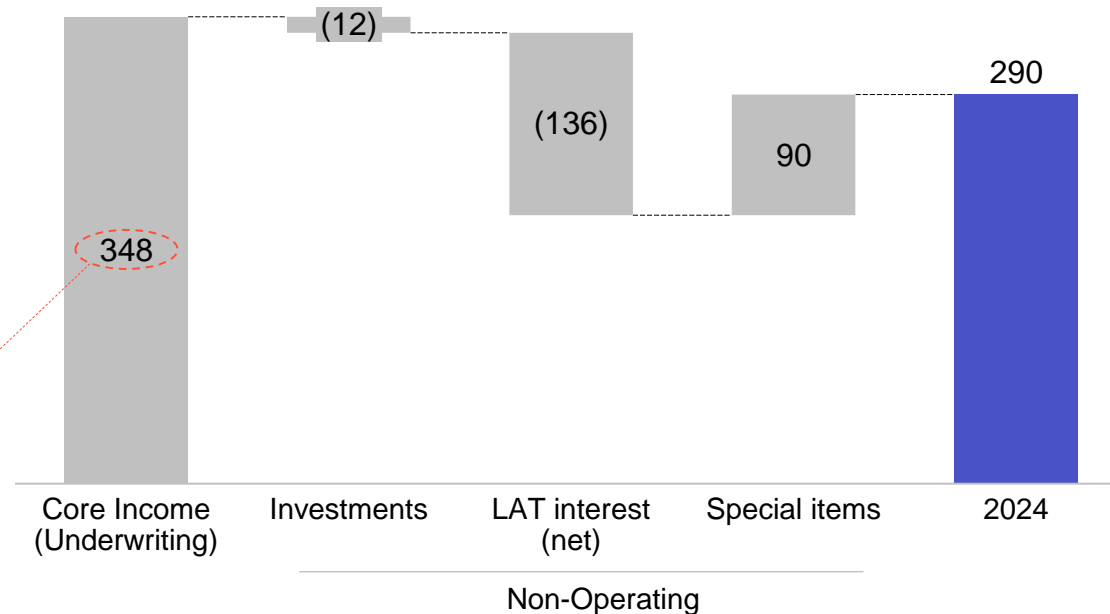 (12)
290
(136)
90
348
Core Income
(Underwriting)
Investments
LAT interest
(net)
Special items
2024
Non-Operating